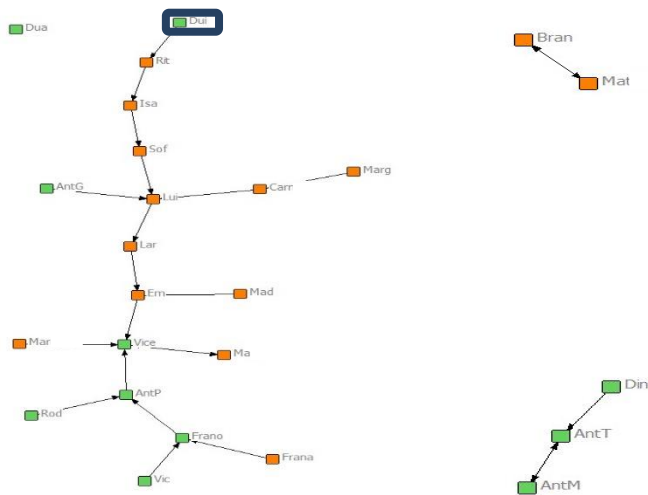 Dui
Dua
Bran
Rit
Mat
Isa
Sof
Marg
AntG
Carr
Lui
Lar
Em
Mad
Mar
Vice
Ma
Din
AntP
Rod
AntT
Frano
Frana
Vic
AntM